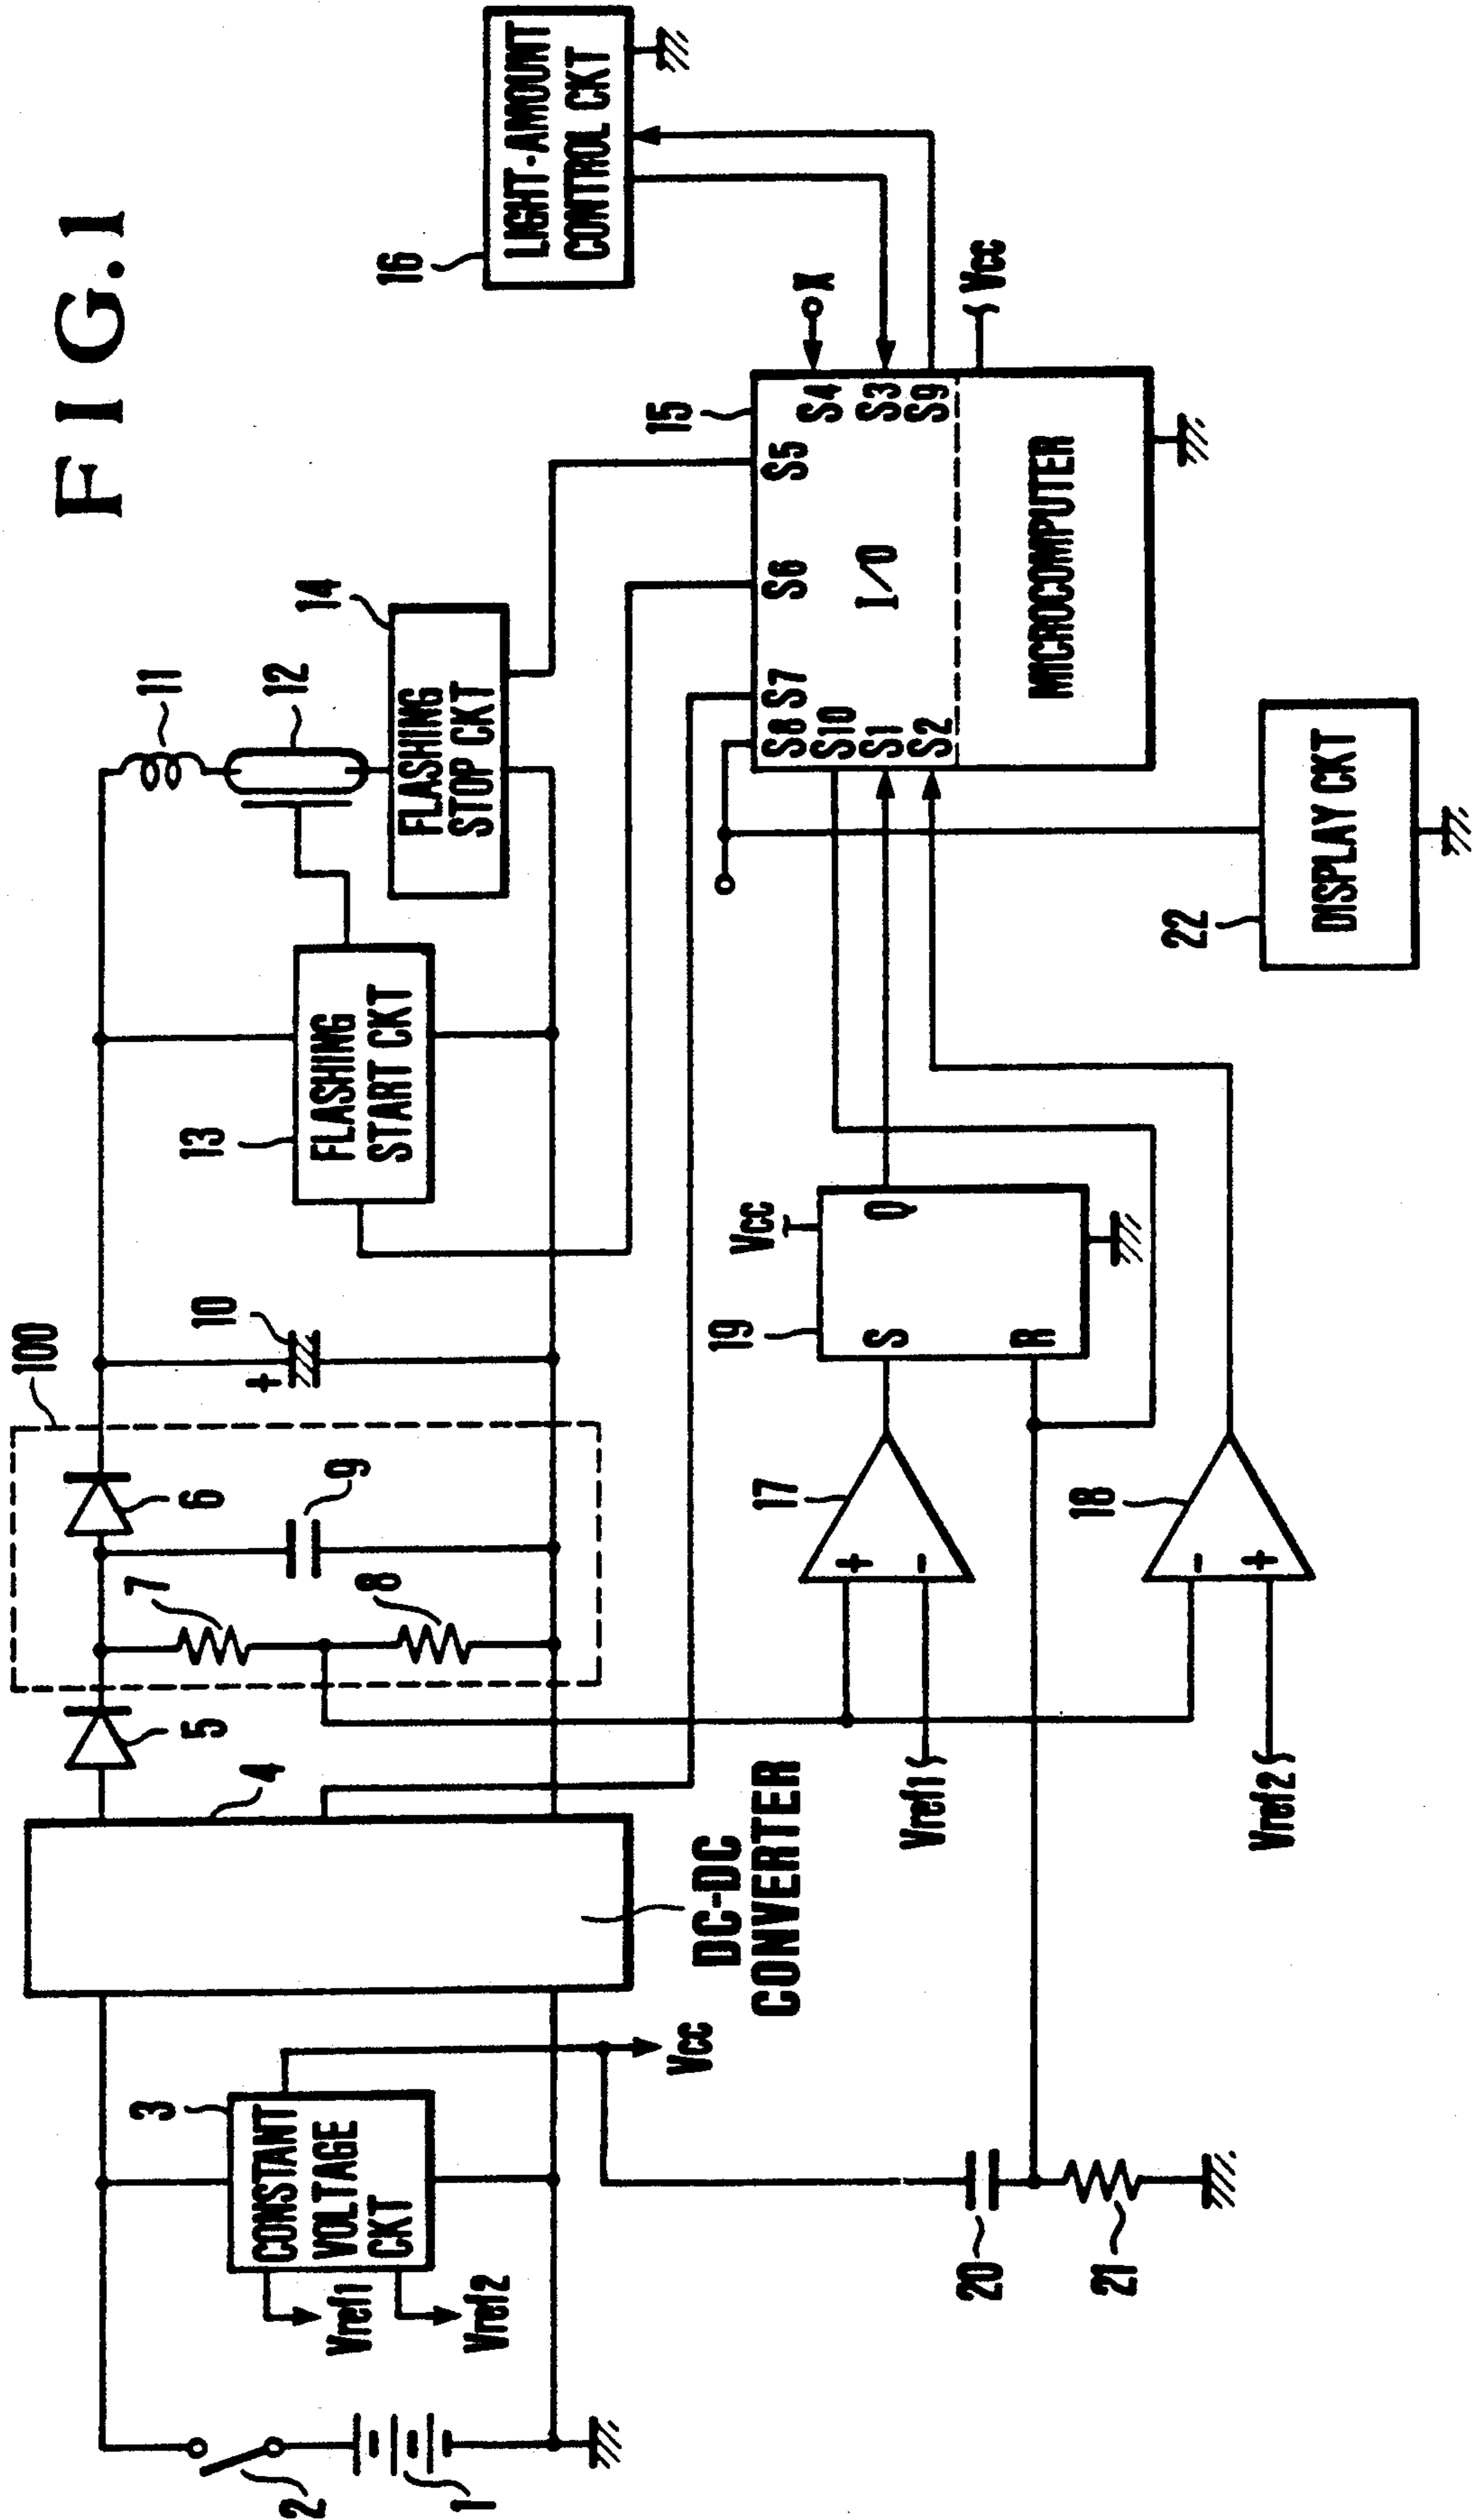 FIG.1
100
1
2
3
CONSTANT
VOLTAGE
CKT
Vref1
Vref2
Vcc
4
DC-DC
CONVERTER
5
6
7
8
9
10
+
11
12
13
FLASHING
START CKT
14
FLASHING
STOP CKT
15
S8 S7 S6 S5
S10
S1
S2
S4
S3
S9
I/O
MICROCOMPUTER
X
Vcc
16
LIGHT-AMOUNT
CONTROL CKT
17
+
-
Vref1
18
-
+
Vref2
19
Vcc
S Q
R
20
21
22
DISPLAY CKT